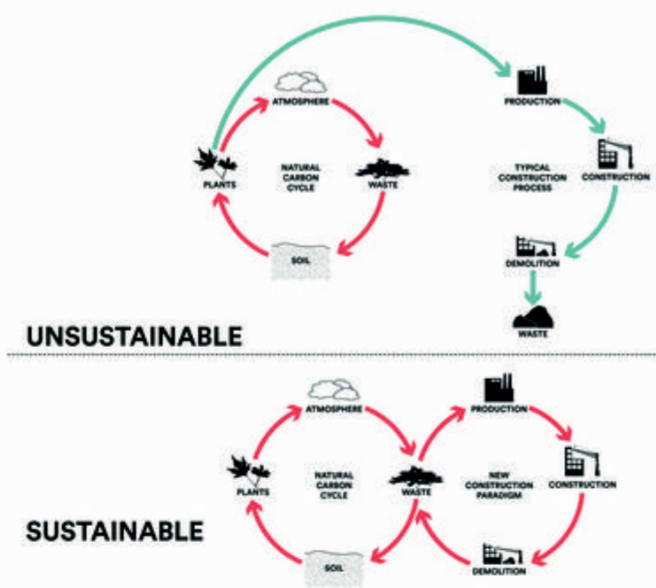 ATMOSPHERE
PRODUCTION
PLANTS
NATURAL
CARBON
CYCLE
WASTE
TYPICAL
CONSTRUCTION
PROCESS
CONSTRUCTION
SOIL
DEMOLITION
WASTE
UNSUSTAINABLE
ATMOSPHERE
PRODUCTION
PLANTS
NATURAL
CARBON
CYCLE
WASTE
NEW
CONSTRUCTION
PARADIGM
CONSTRUCTION
SUSTAINABLE
SOIL
DEMOLITION